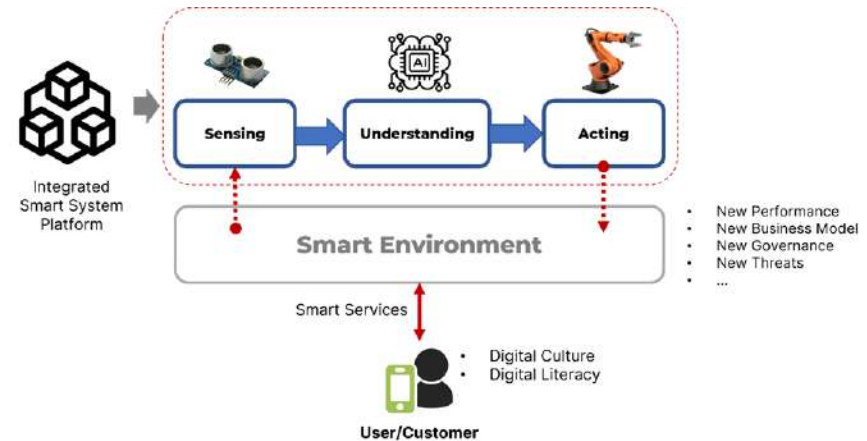 AI
Sensing
Understanding
Acting
Integrated
Smart System
Platform
Smart Environment
• New Performance
• New Business Model
• New Governance
• New Threats
• ...
Smart Services
• Digital Culture
• Digital Literacy
User/Customer